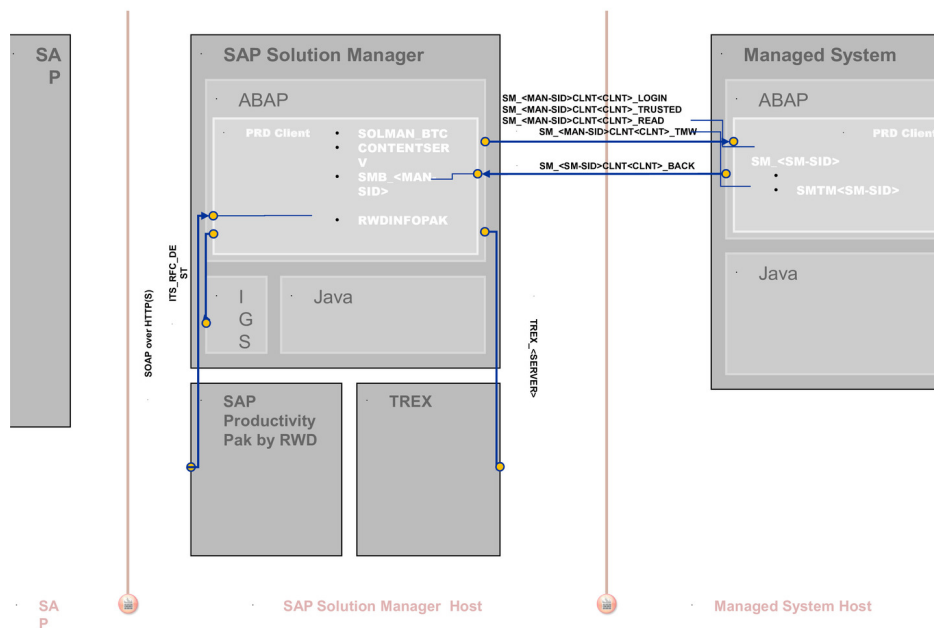 SA
P
SAP Solution Manager
ABAP
PRD Client
• SOLMAN_BTC
• CONTENTSER
V
• SMB_<MAN-
SID>
• RWDINFOPAK
I
G
S
Java
SAP
Productivity
Pak by RWD
TREX
SM_<MAN-SID>CLNT<CLNT>_LOGIN
SM_<MAN-SID>CLNT<CLNT>_TRUSTED
SM_<MAN-SID>CLNT<CLNT>_READ
SM_<MAN-SID>CLNT<CLNT>_TMW
SM_<SM-SID>CLNT<CLNT>_BACK
SOAP over HTTP(S)
ITS_RFC_DE
ST
TREX_<SERVER>
Managed System
ABAP
PRD Client
SM_<SM-SID>
•
• SMTM<SM-SID>
Java
SA
P
SAP Solution Manager Host
Managed System Host